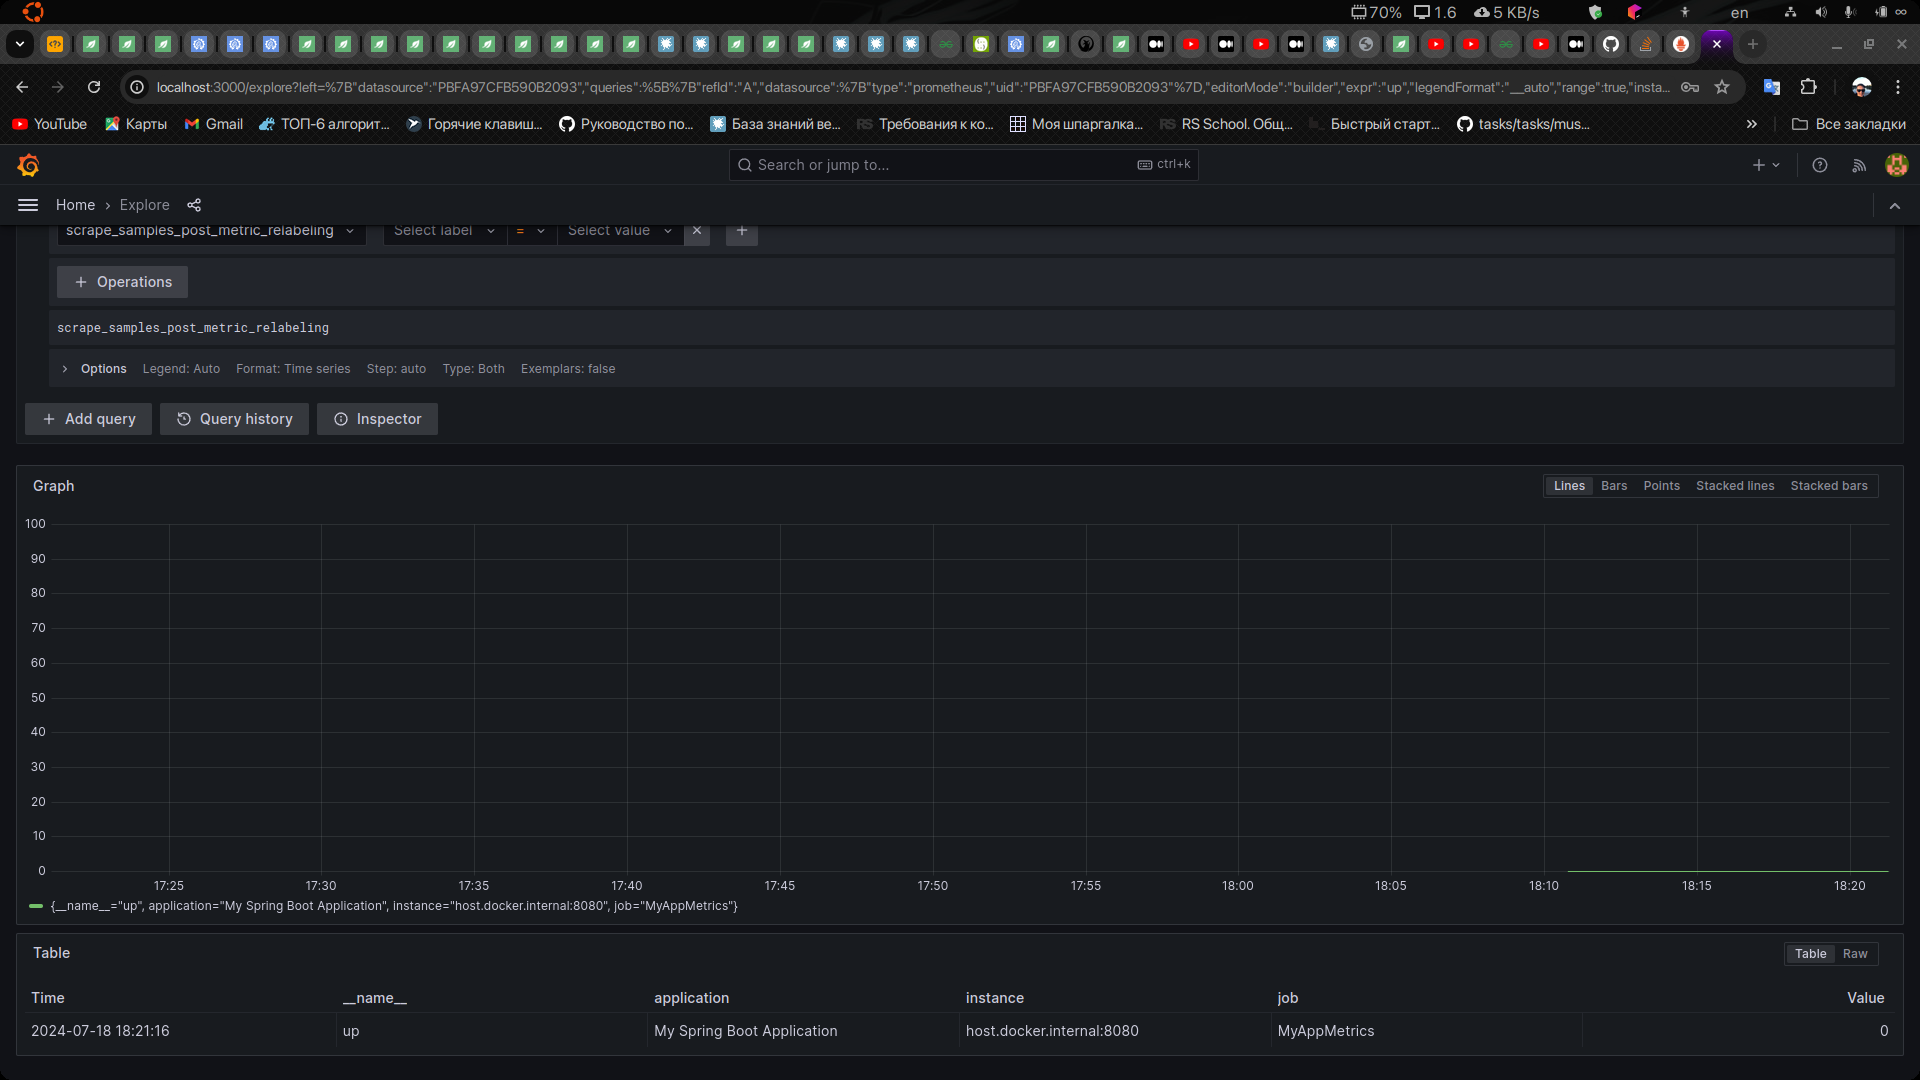 70% 1.6 5 KB/s en
localhost:3000/explore?left=%7B"datasource":"PBFA97CFB590B2093","queries":%5B%7B"refId":"A","datasource":%7B"type":"prometheus","uid":"PBFA97CFB590B2093"%7D,"editorMode":"builder","expr":"up","legendFormat":"__auto","range":true,"insta...
YouTube Карты Gmail ТОП-6 алгорит... Горячие клавиш... Руководство по... База знаний ве... Требования к ко... Моя шпаргалка... RS School. Общ... Быстрый старт... tasks/tasks/mus... » Все закладки
Search or jump to... ctrl+k
Home › Explore
scrape_samples_post_metric_relabeling Select label = Select value × +
+ Operations
scrape_samples_post_metric_relabeling
Options Legend: Auto Format: Time series Step: auto Type: Both Exemplars: false
+ Add query Query history Inspector
Graph Lines Bars Points Stacked lines Stacked bars
100
90
80
70
60
50
40
30
20
10
0
17:25 17:30 17:35 17:40 17:45 17:50 17:55 18:00 18:05 18:10 18:15 18:20
{__name__="up", application="My Spring Boot Application", instance="host.docker.internal:8080", job="MyAppMetrics"}
Table Table Raw
Time __name__ application instance job Value
2024-07-18 18:21:16 up My Spring Boot Application host.docker.internal:8080 MyAppMetrics 0